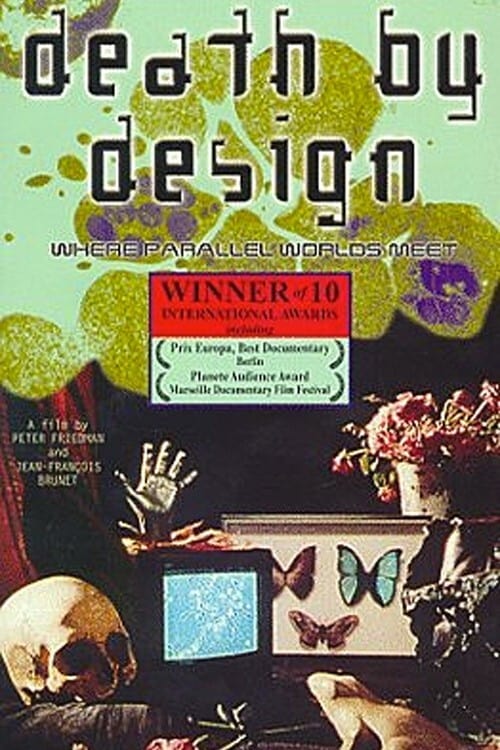 death by
design
WHERE PARALLEL WORLDS MEET
WINNER of 10
INTERNATIONAL AWARDS
including
Prix Europa, Best Documentary
Berlin
Planete Audience Award
Marseille Documentary Film Festival
A film by
PETER FRIEDMAN
and
JEAN-FRANÇOIS
BRUNET